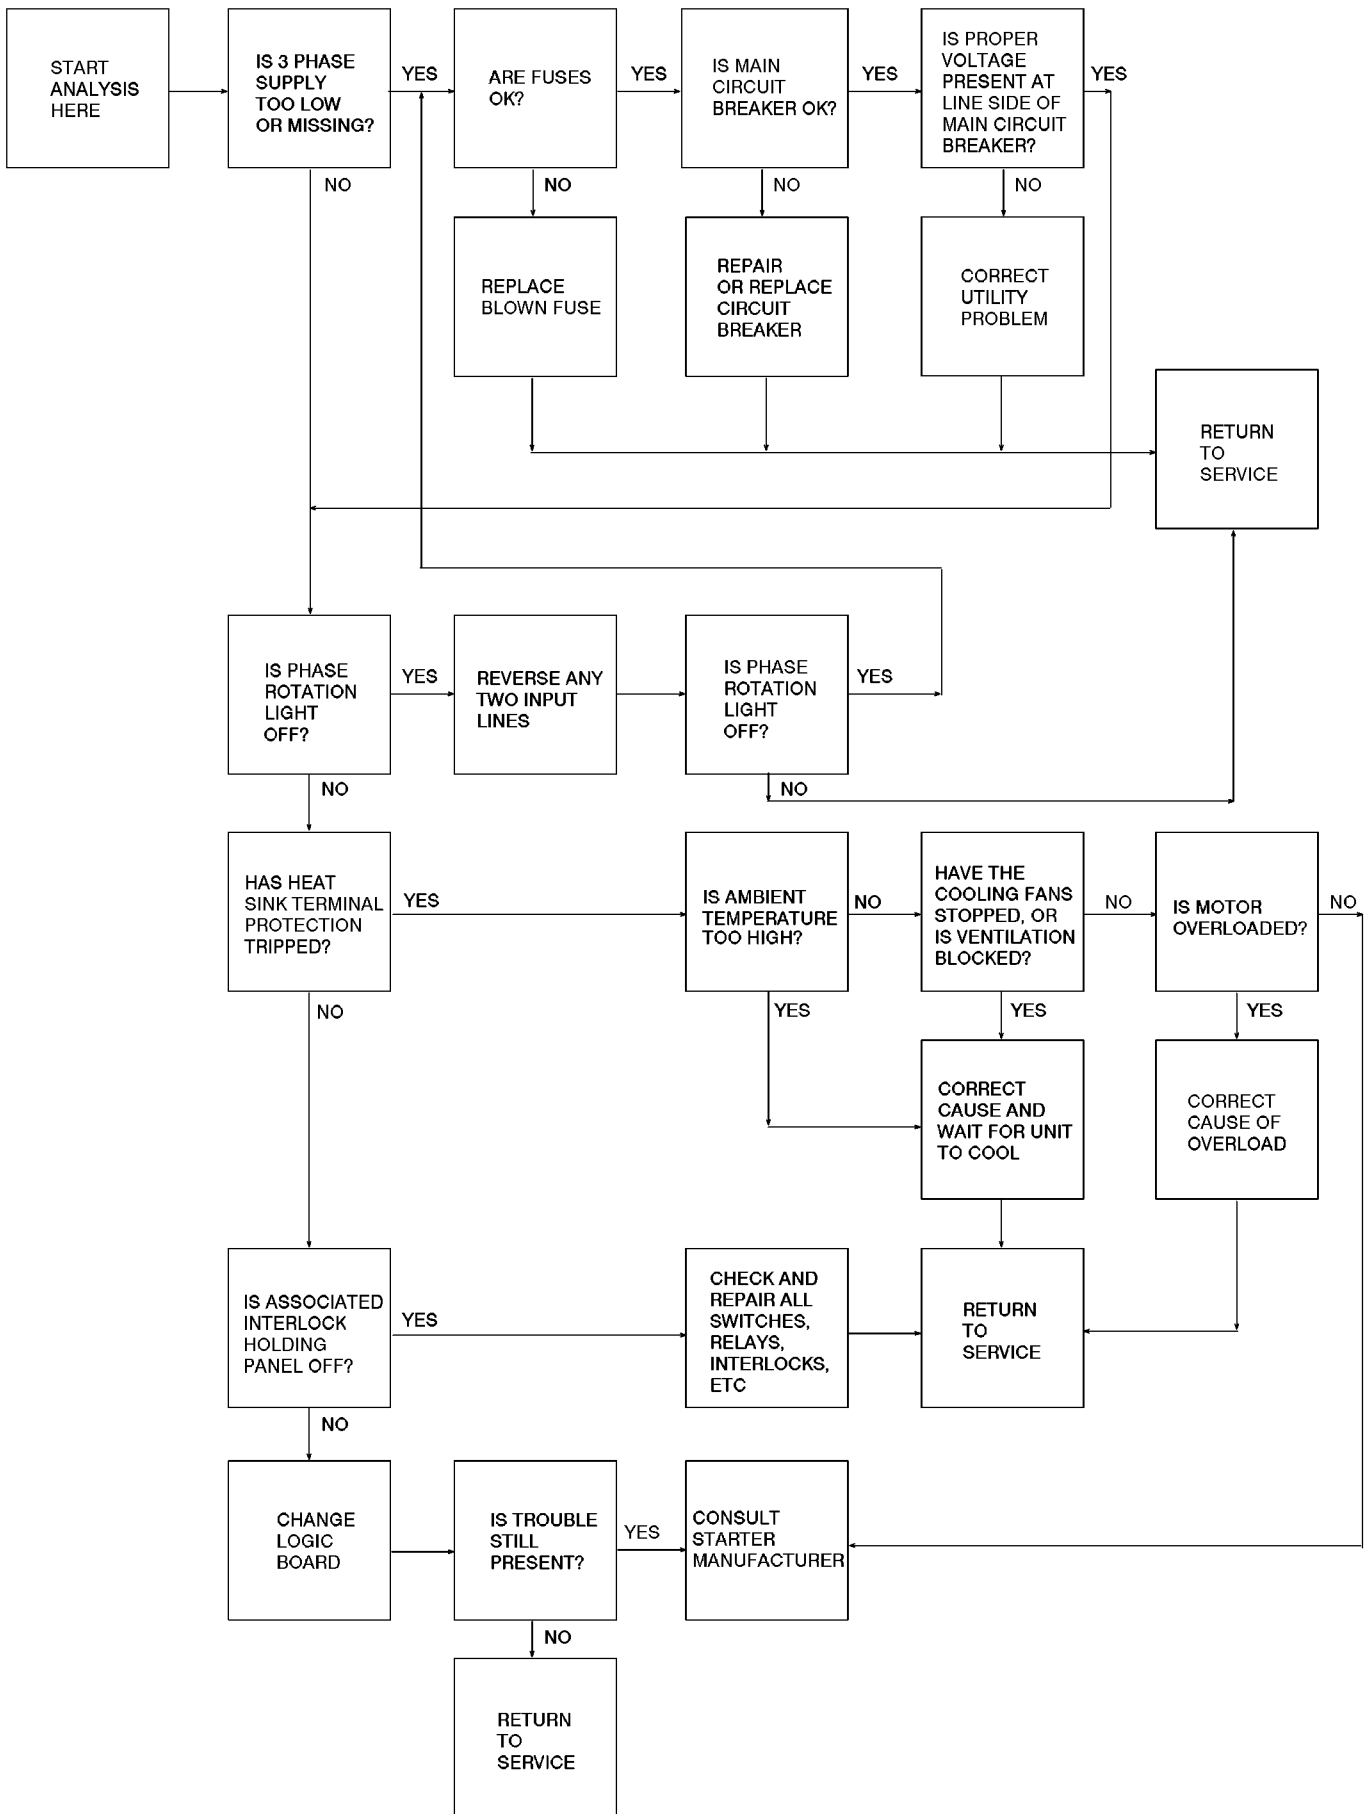 START
ANALYSIS
HERE
IS 3 PHASE
SUPPLY
TOO LOW
OR MISSING?
YES
ARE FUSES
OK?
YES
IS MAIN
CIRCUIT
BREAKER OK?
YES
IS PROPER
VOLTAGE
PRESENT AT
LINE SIDE OF
MAIN CIRCUIT
BREAKER?
YES
NO
NO
NO
NO
REPLACE
BLOWN FUSE
REPAIR
OR REPLACE
CIRCUIT
BREAKER
CORRECT
UTILITY
PROBLEM
RETURN
TO
SERVICE
IS PHASE
ROTATION
LIGHT
OFF?
YES
REVERSE ANY
TWO INPUT
LINES
IS PHASE
ROTATION
LIGHT
OFF?
YES
NO
NO
HAS HEAT
SINK TERMINAL
PROTECTION
TRIPPED?
YES
IS AMBIENT
TEMPERATURE
TOO HIGH?
NO
HAVE THE
COOLING FANS
STOPPED, OR
IS VENTILATION
BLOCKED?
NO
IS MOTOR
OVERLOADED?
NO
NO
YES
YES
YES
CORRECT
CAUSE AND
WAIT FOR UNIT
TO COOL
CORRECT
CAUSE OF
OVERLOAD
IS ASSOCIATED
INTERLOCK
HOLDING
PANEL OFF?
YES
CHECK AND
REPAIR ALL
SWITCHES,
RELAYS,
INTERLOCKS,
ETC
RETURN
TO
SERVICE
NO
CHANGE
LOGIC
BOARD
IS TROUBLE
STILL
PRESENT?
YES
CONSULT
STARTER
MANUFACTURER
NO
RETURN
TO
SERVICE